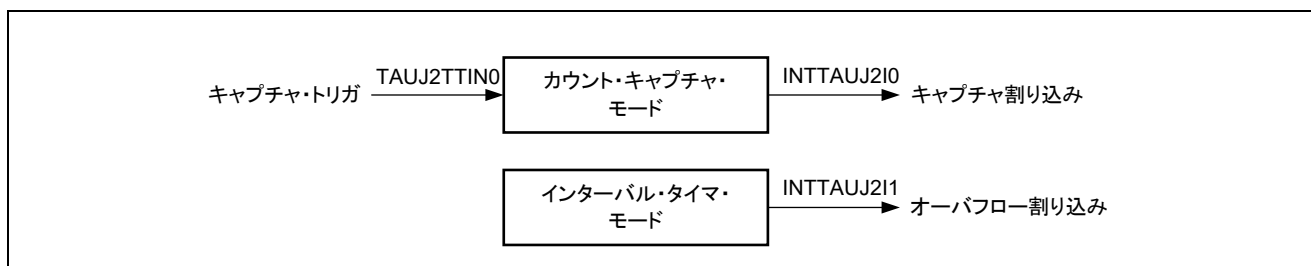 キャプチャ・トリガ
TAUJ2TTIN0
カウント・キャプチャ・
モード
INTTAUJ2I0
キャプチャ割り込み
インターバル・タイマ・
モード
INTTAUJ2I1
オーバフロー割り込み